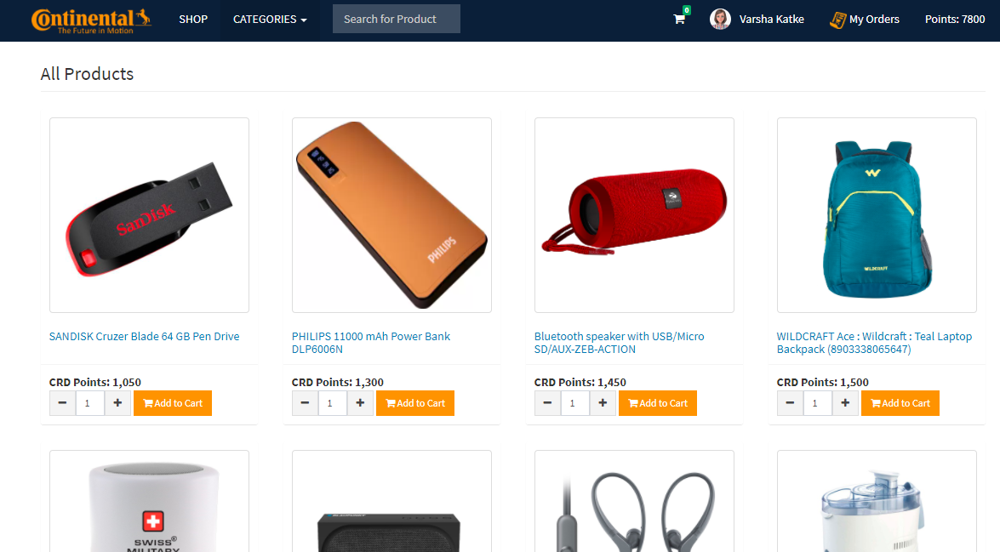 Continental
The Future in Motion
SHOP
CATEGORIES
Search for Product
0
Varsha Katke
My Orders
Points: 7800
All Products
SanDisk
PHILIPS
WILDCRAFT
SANDISK Cruzer Blade 64 GB Pen Drive
PHILIPS 11000 mAh Power Bank
DLP6006N
Bluetooth speaker with USB/Micro
SD/AUX-ZEB-ACTION
WILDCRAFT Ace : Wildcraft : Teal Laptop
Backpack (8903338065647)
CRD Points: 1,050
CRD Points: 1,300
CRD Points: 1,450
CRD Points: 1,500
− 1 + Add to Cart
− 1 + Add to Cart
− 1 + Add to Cart
− 1 + Add to Cart
SWISS®
MILITARY